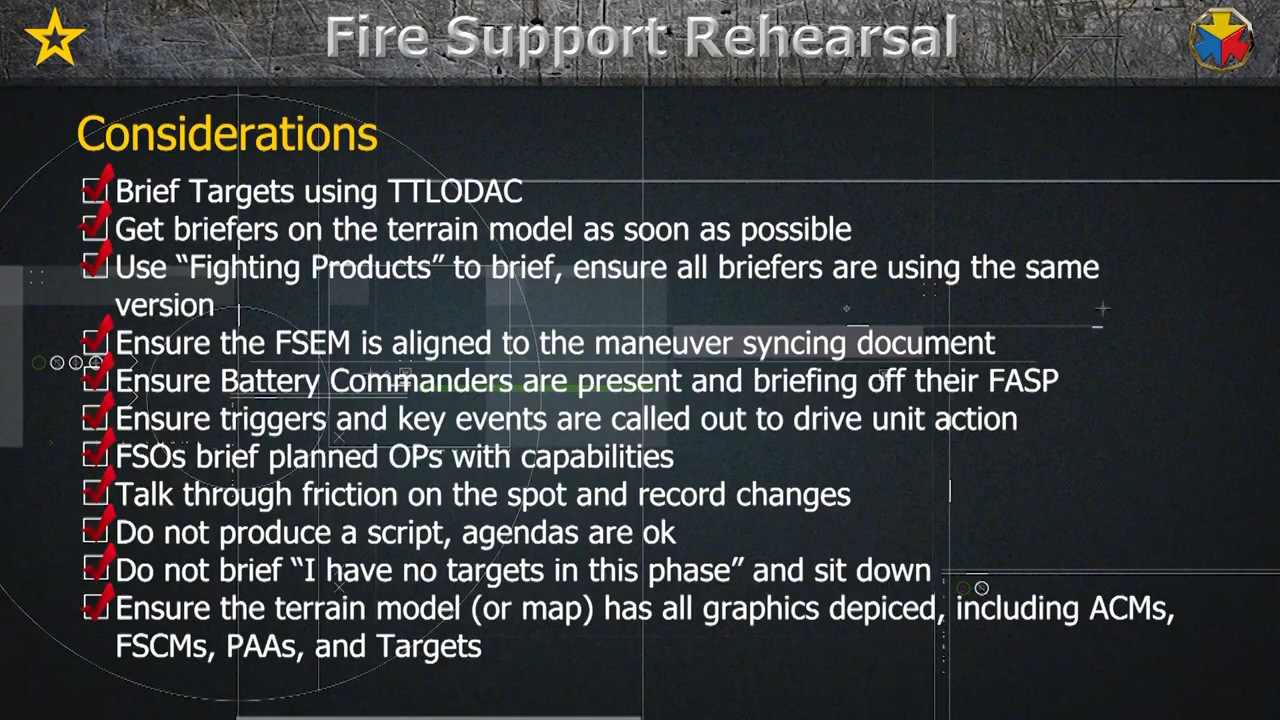 Fire Support Rehearsal
Considerations
Brief Targets using TTLODAC
Get briefers on the terrain model as soon as possible
Use “Fighting Products” to brief, ensure all briefers are using the same
version
Ensure the FSEM is aligned to the maneuver syncing document
Ensure Battery Commanders are present and briefing off their FASP
Ensure triggers and key events are called out to drive unit action
FSOs brief planned OPs with capabilities
Talk through friction on the spot and record changes
Do not produce a script, agendas are ok
Do not brief “I have no targets in this phase” and sit down
Ensure the terrain model (or map) has all graphics depiced, including ACMs,
FSCMs, PAAs, and Targets